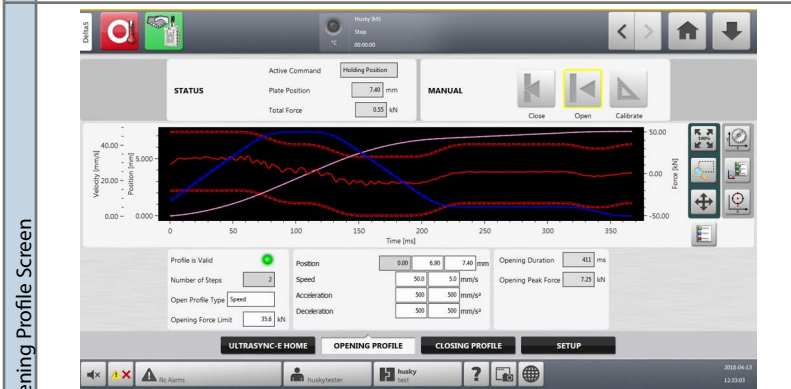 Delta5
°C
Husky IMS
Stop
00:00:00
STATUS
Active Command Holding Position
Plate Position 7.40 mm
Total Force 0.55 kN
MANUAL
Close Open Calibrate
Velocity [mm/s]
40.00
20.00
0.00
Position [mm]
5.000
0.000
50.00
0.00
-50.00
Force [kN]
0 50 100 150 200 250 300 350
Time [ms]
100%
Profile is Valid
Number of Steps 2
Open Profile Type Speed
Opening Force Limit 35.6 kN
Position 0.00 6.90 7.40 mm
Speed 50.0 5.0 mm/s
Acceleration 500 500 mm/s²
Deceleration 500 500 mm/s²
Opening Duration 411 ms
Opening Peak Force 7.25 kN
ULTRASYNC-E HOME OPENING PROFILE CLOSING PROFILE SETUP
No Alarms
huskytester
husky
test
?
2018-04-13
12:33:03
ening Profile Screen